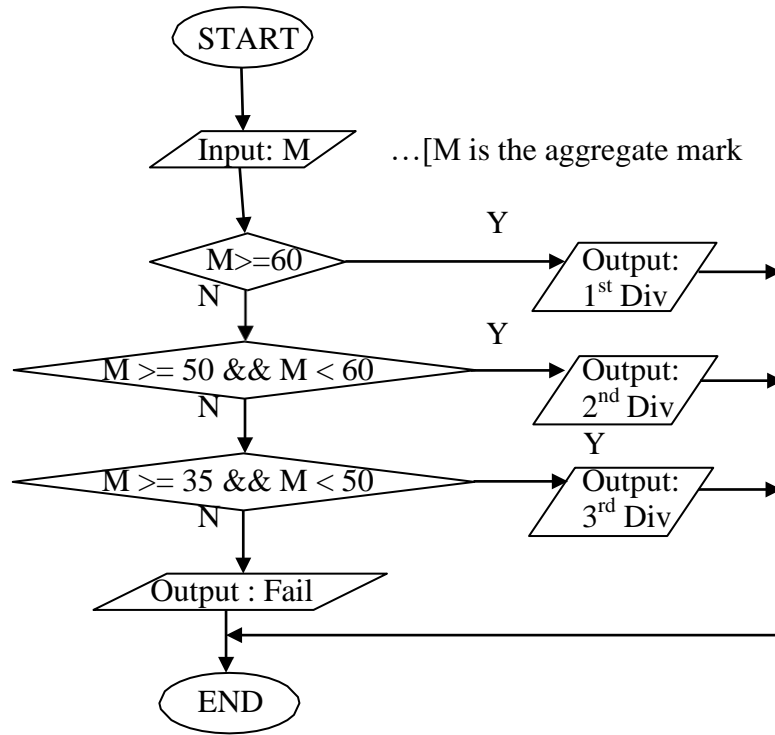 START
Input: M …[M is the aggregate mark
Y
M>=60
Output:
1st Div
N
Y
M >= 50 && M < 60
Output:
2nd Div
N
Y
M >= 35 && M < 50
Output:
3rd Div
N
Output : Fail
END